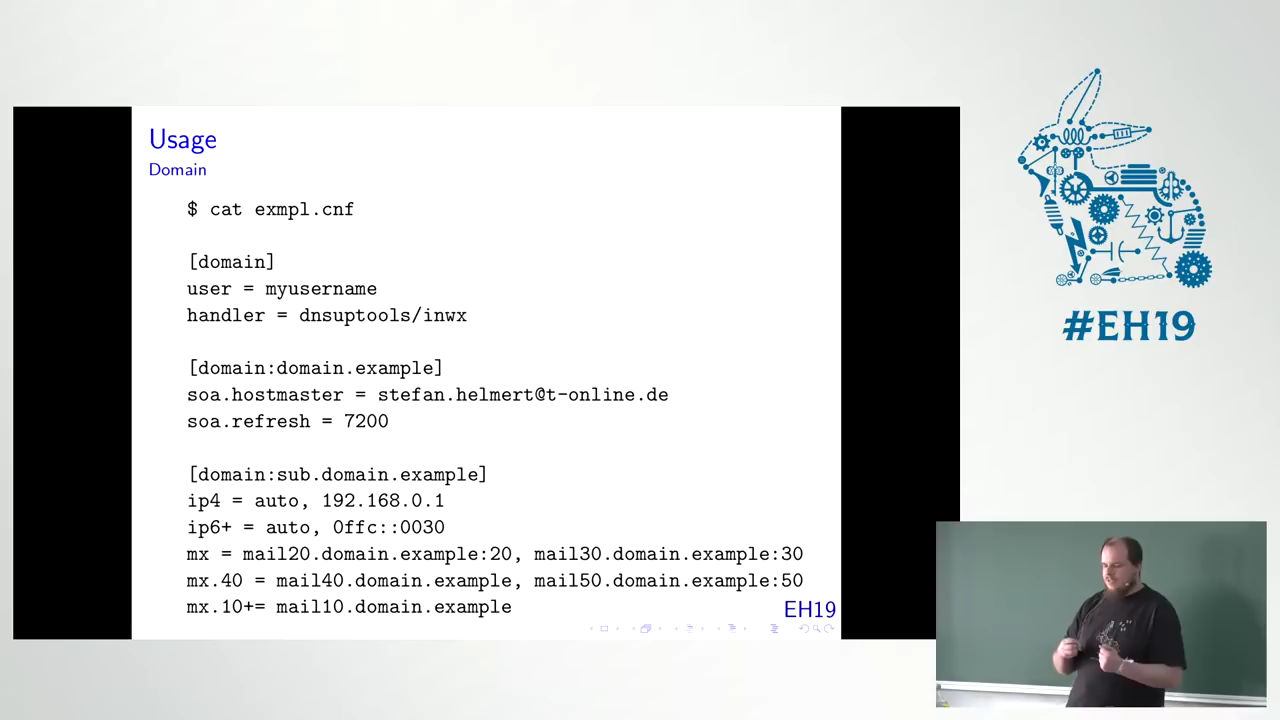 Usage
Domain
$ cat exmpl.cnf
[domain]
user = myusername
handler = dnsuptools/inwx
[domain:domain.example]
soa.hostmaster = stefan.helmert@t-online.de
soa.refresh = 7200
[domain:sub.domain.example]
ip4 = auto, 192.168.0.1
ip6+ = auto, 0ffc::0030
mx = mail20.domain.example:20, mail30.domain.example:30
mx.40 = mail40.domain.example, mail50.domain.example:50
mx.10+= mail10.domain.example
EH19
#EH19